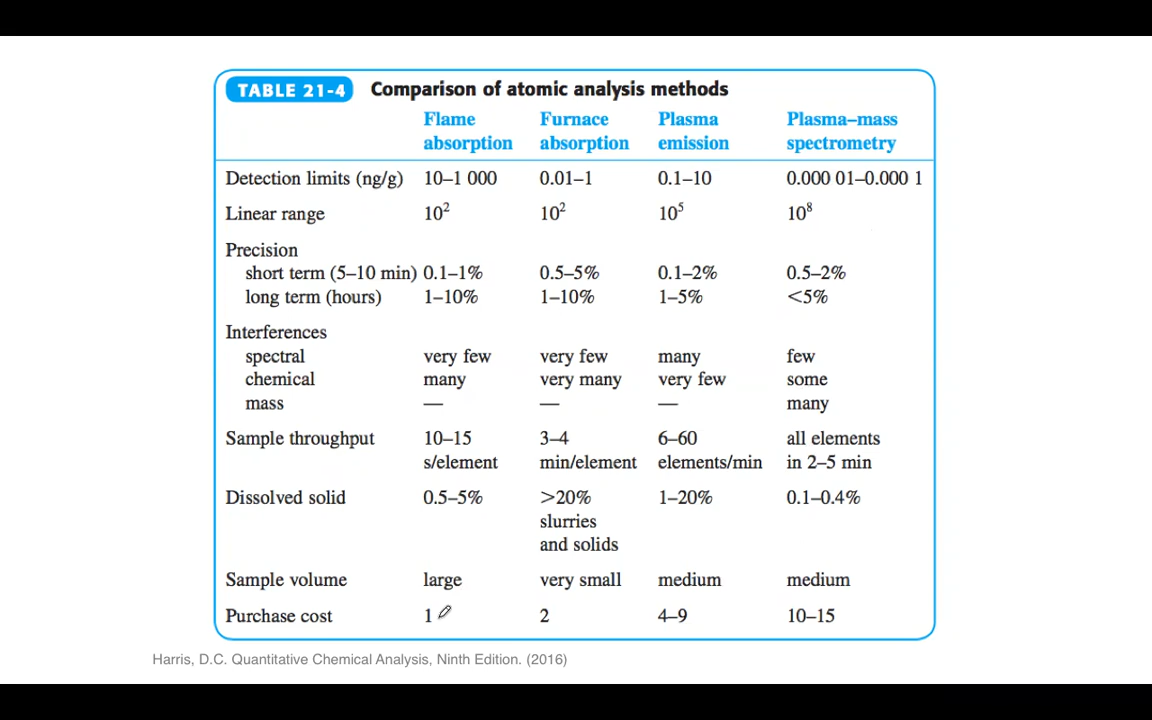 TABLE 21-4 Comparison of atomic analysis methods
Flame Furnace Plasma Plasma–mass
absorption absorption emission spectrometry
Detection limits (ng/g) 10–1 000 0.01–1 0.1–10 0.000 01–0.000 1
Linear range 10² 10² 10⁵ 10⁸
Precision
short term (5–10 min) 0.1–1% 0.5–5% 0.1–2% 0.5–2%
long term (hours) 1–10% 1–10% 1–5% <5%
Interferences
spectral very few very few many few
chemical many very many very few some
mass — — — many
Sample throughput 10–15 3–4 6–60 all elements
s/element min/element elements/min in 2–5 min
Dissolved solid 0.5–5% >20% 1–20% 0.1–0.4%
slurries
and solids
Sample volume large very small medium medium
Purchase cost 1 2 4–9 10–15
Harris, D.C. Quantitative Chemical Analysis, Ninth Edition. (2016)